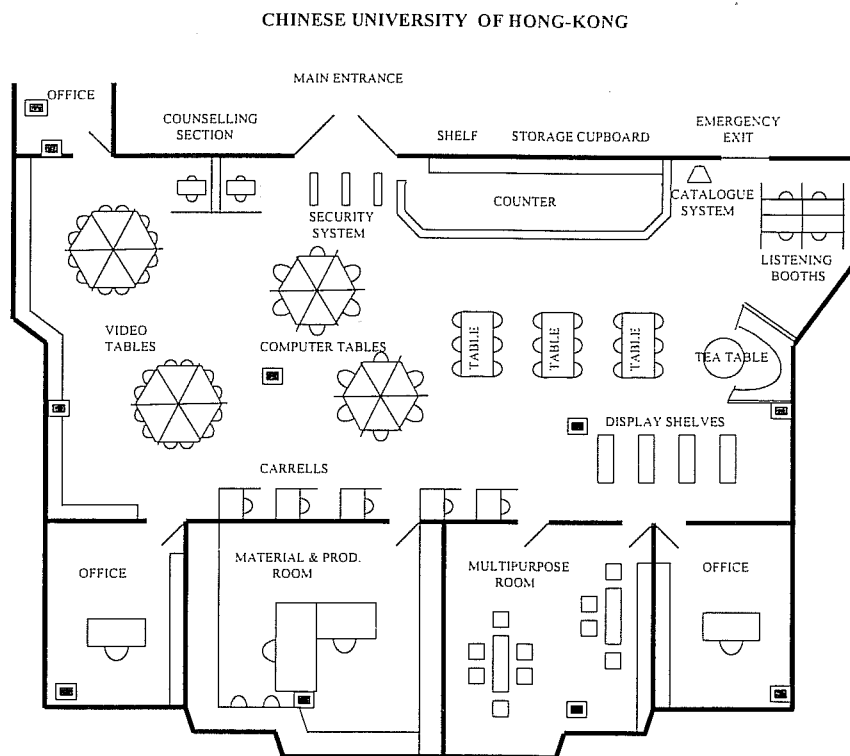 CHINESE UNIVERSITY OF HONG-KONG
MAIN ENTRANCE
OFFICE
COUNSELLING
SECTION
SHELF
STORAGE CUPBOARD
EMERGENCY
EXIT
SECURITY
SYSTEM
COUNTER
CATALOGUE
SYSTEM
LISTENING
BOOTHS
VIDEO
TABLES
COMPUTER TABLES
TABLE
TABLE
TABLE
TEA TABLE
DISPLAY SHELVES
CARRELLS
OFFICE
MATERIAL & PROD.
ROOM
MULTIPURPOSE
ROOM
OFFICE